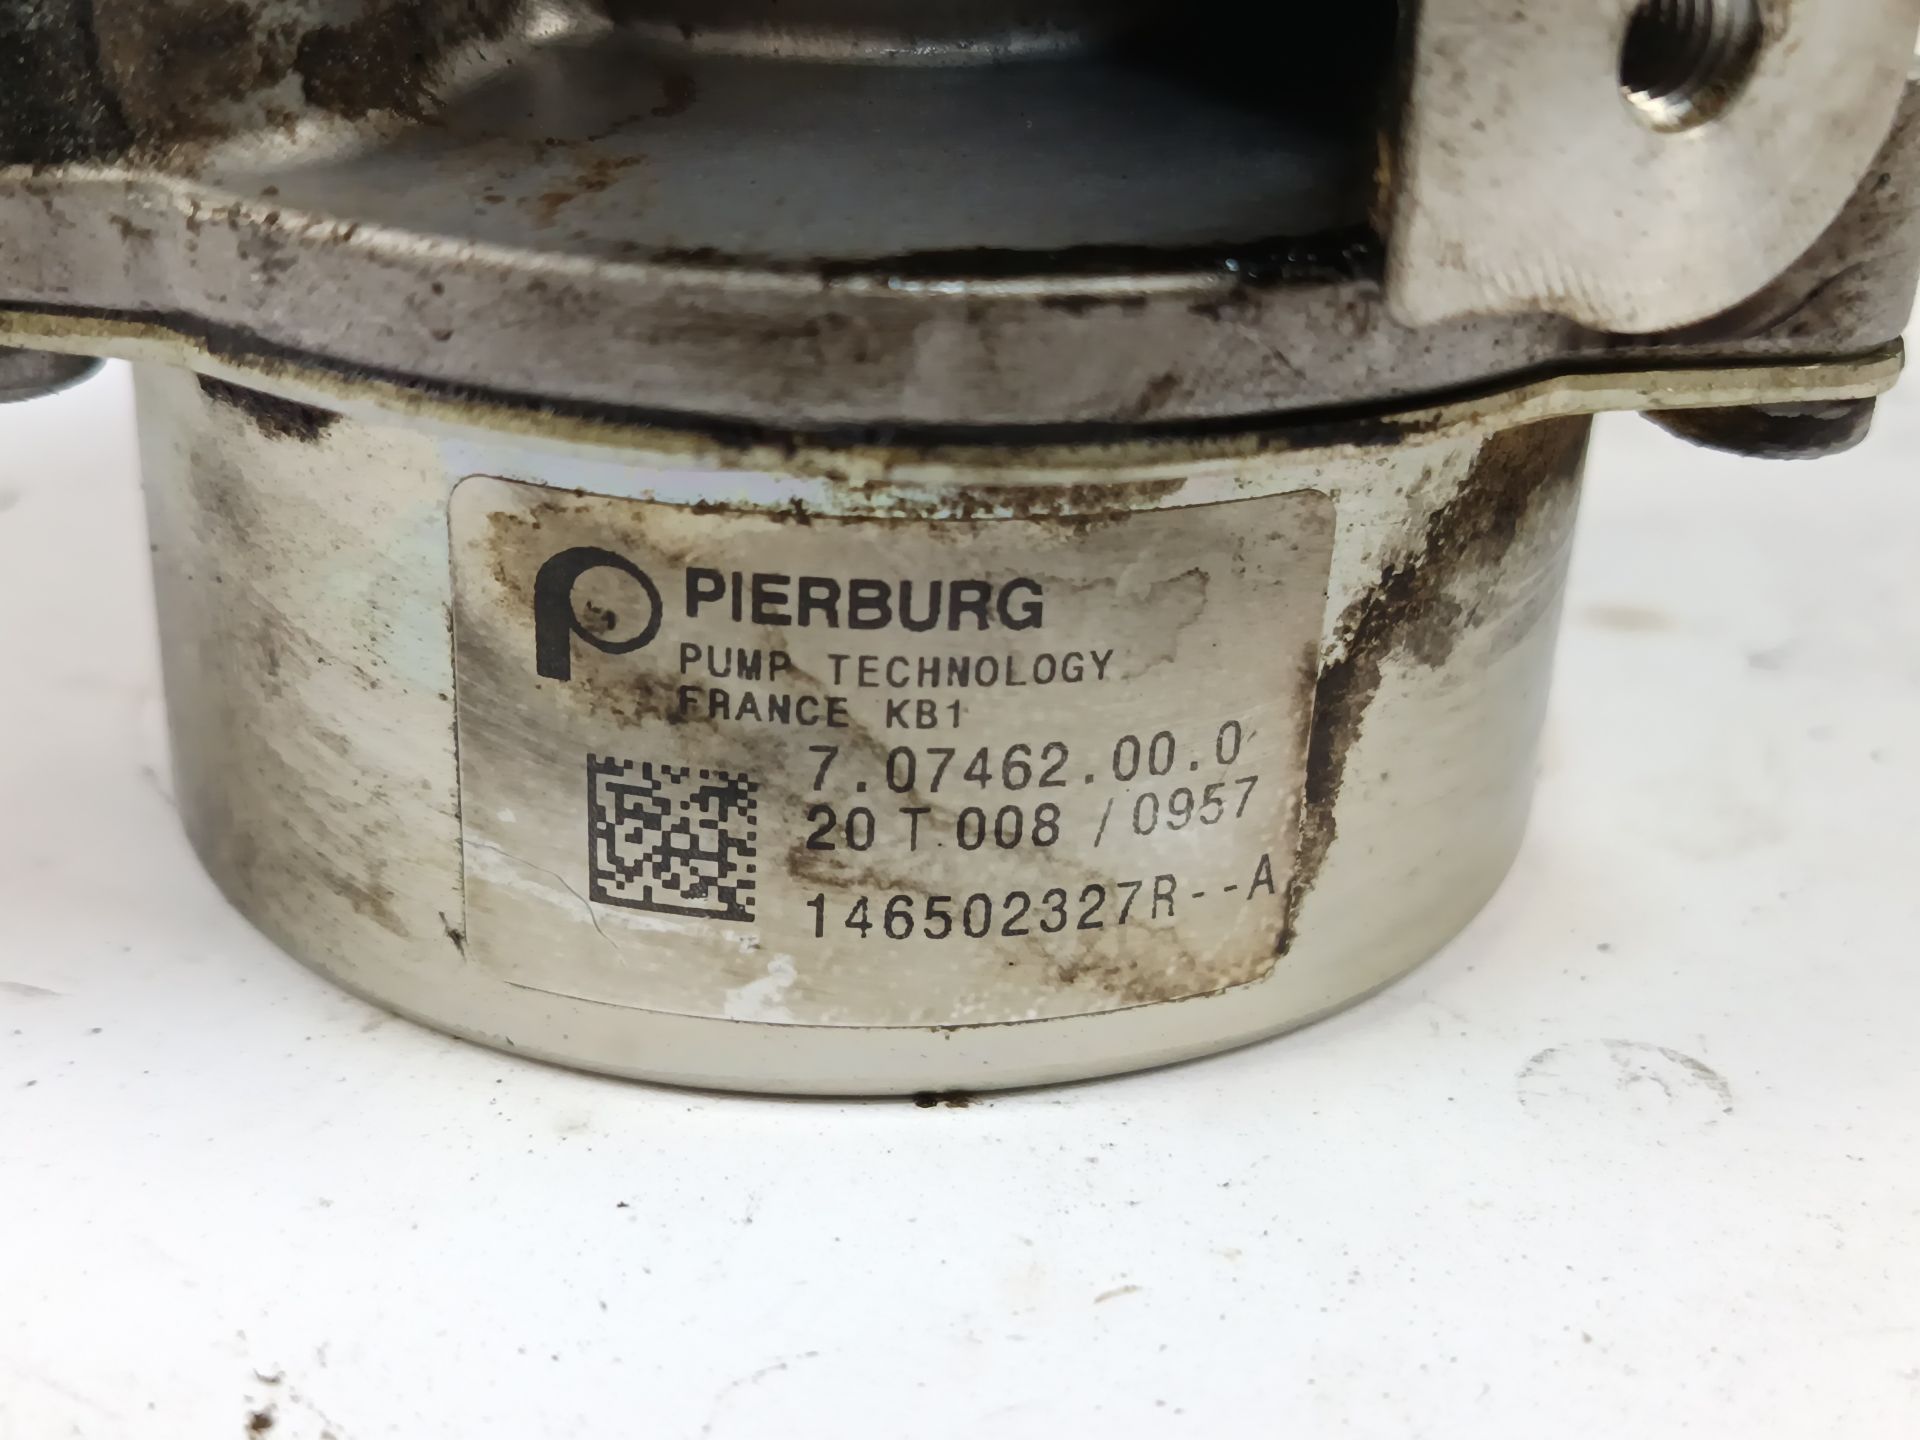 PIERBURG
PUMP TECHNOLOGY
FRANCE KB1
7.07462.00.0
20 T 008 / 0957
146502327R--A